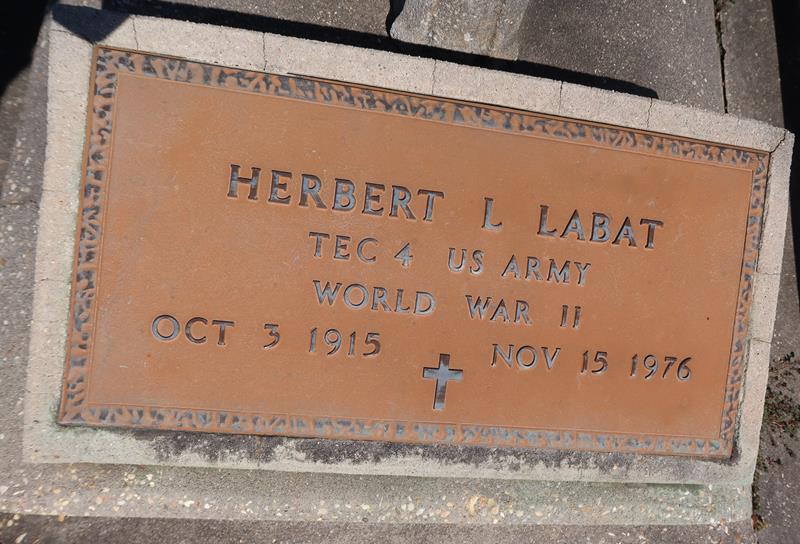 HERBERT L LABAT
TEC 4 US ARMY
WORLD WAR II
OCT 3 1915 NOV 15 1976